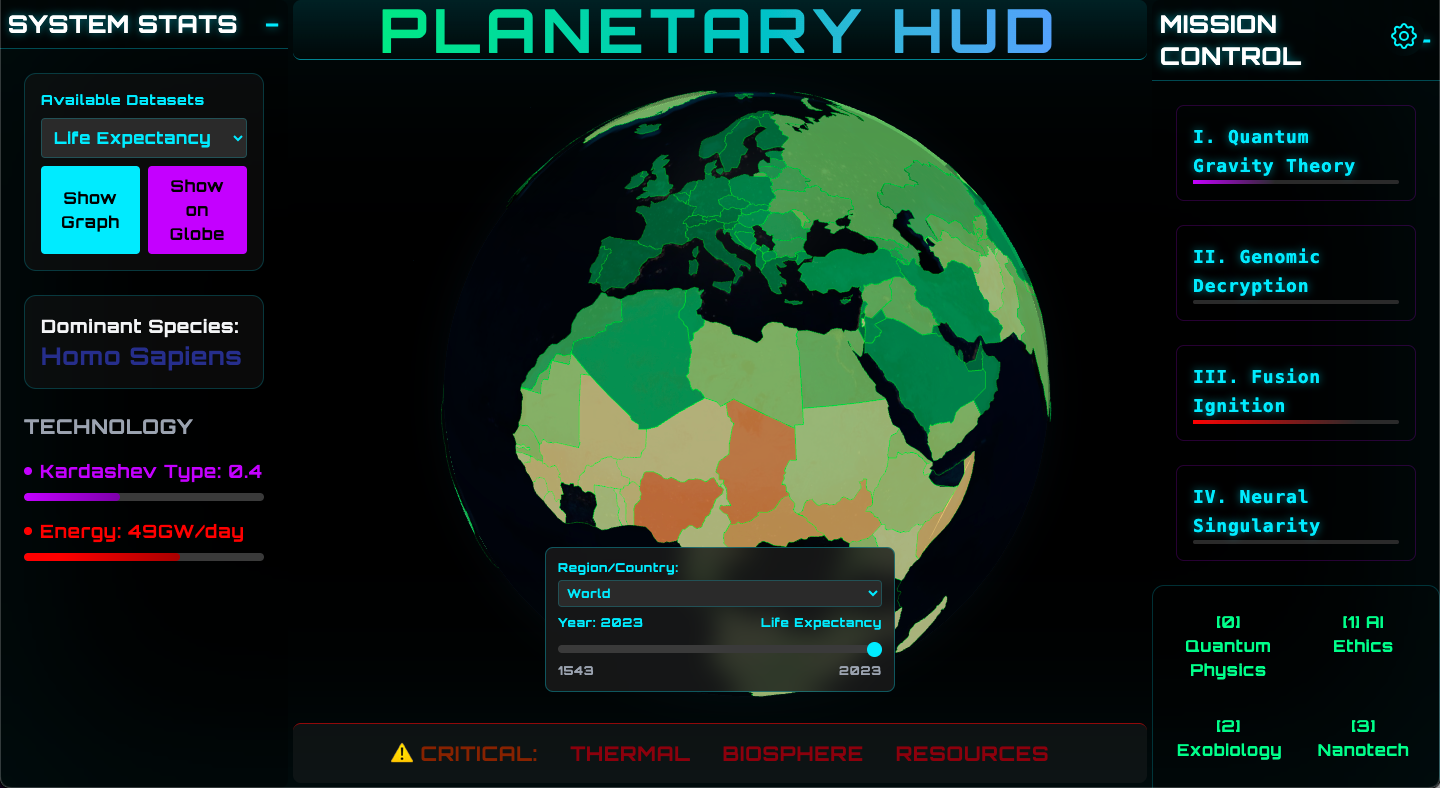 SYSTEM STATS
-
Available Datasets
Life Expectancy
Show
Graph
Show
on
Globe
Dominant Species:
Homo Sapiens
TECHNOLOGY
• Kardashev Type: 0.4
• Energy: 49GW/day
PLANETARY HUD
Region/Country:
World
Year: 2023
Life Expectancy
1543
2023
⚠️ CRITICAL:
THERMAL
BIOSPHERE
RESOURCES
MISSION
CONTROL
-
I. Quantum
Gravity Theory
II. Genomic
Decryption
III. Fusion
Ignition
IV. Neural
Singularity
[0]
Quantum
Physics
[1] AI
Ethics
[2]
Exobiology
[3]
Nanotech